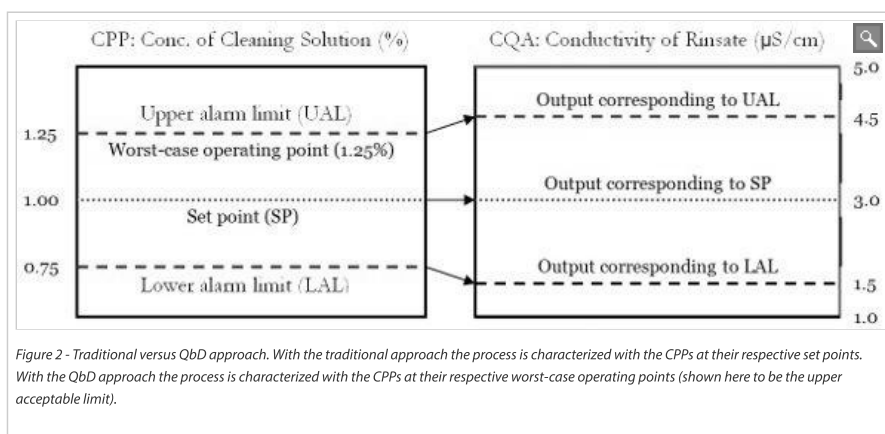 CPP: Conc. of Cleaning Solution (%)
CQA: Conductivity of Rinsate (µS/cm)
5.0
Upper alarm limit (UAL)
Output corresponding to UAL
4.5
1.25
Worst-case operating point (1.25%)
Output corresponding to SP
1.00
3.0
Set point (SP)
Output corresponding to LAL
0.75
Lower alarm limit (LAL)
1.5
1.0
Figure 2 - Traditional versus QbD approach. With the traditional approach the process is characterized with the CPPs at their respective set points.
With the QbD approach the process is characterized with the CPPs at their respective worst-case operating points (shown here to be the upper
acceptable limit).